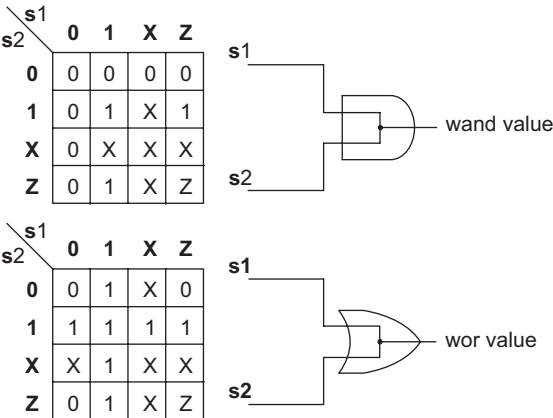 s1
s2 0 1 X Z
0 0 0 0 0
1 0 1 X 1
X 0 X X X
Z 0 1 X Z
s1
wand value
s2
s1
s2 0 1 X Z
0 0 1 X 0
1 1 1 1 1
X X 1 X X
Z 0 1 X Z
s1
wor value
s2